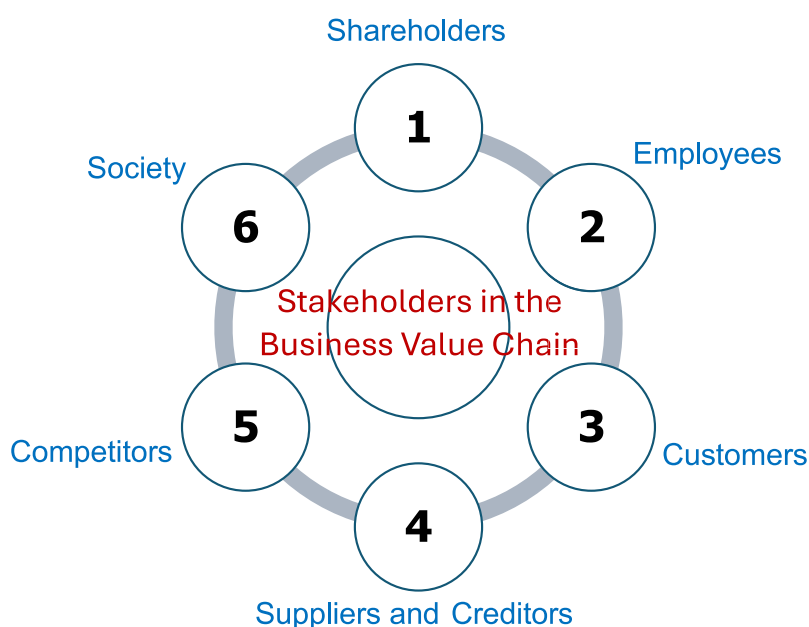 Shareholders
1
Employees
2
Society
6
Stakeholders in the
Business Value Chain
5
Competitors
3
Customers
4
Suppliers and Creditors